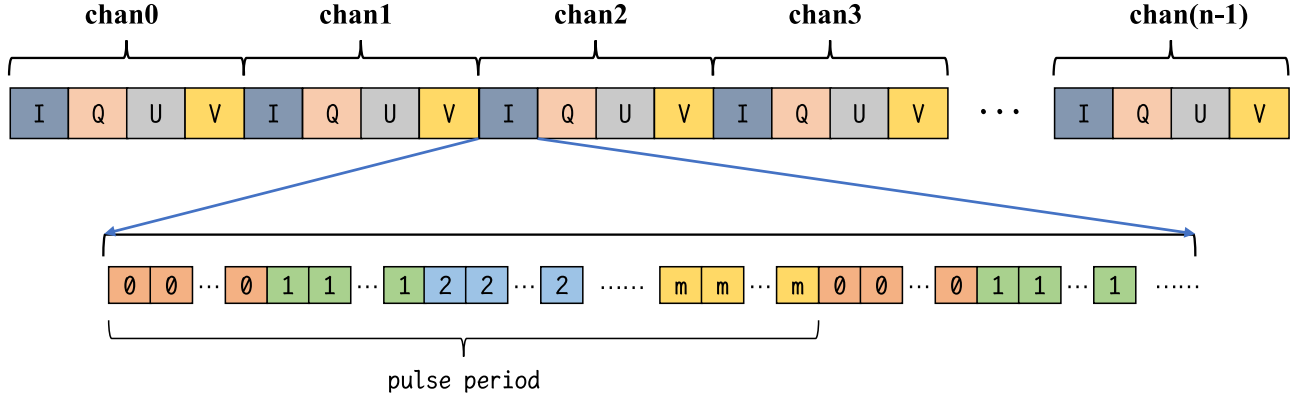 chan0 chan1 chan2 chan3 chan(n-1)
I Q U V I Q U V I Q U V I Q U V ··· I Q U V
0 0 ··· 0 1 1 ··· 1 2 2 ··· 2 ······ m m ··· m 0 0 ··· 0 1 1 ··· 1 ······
pulse period